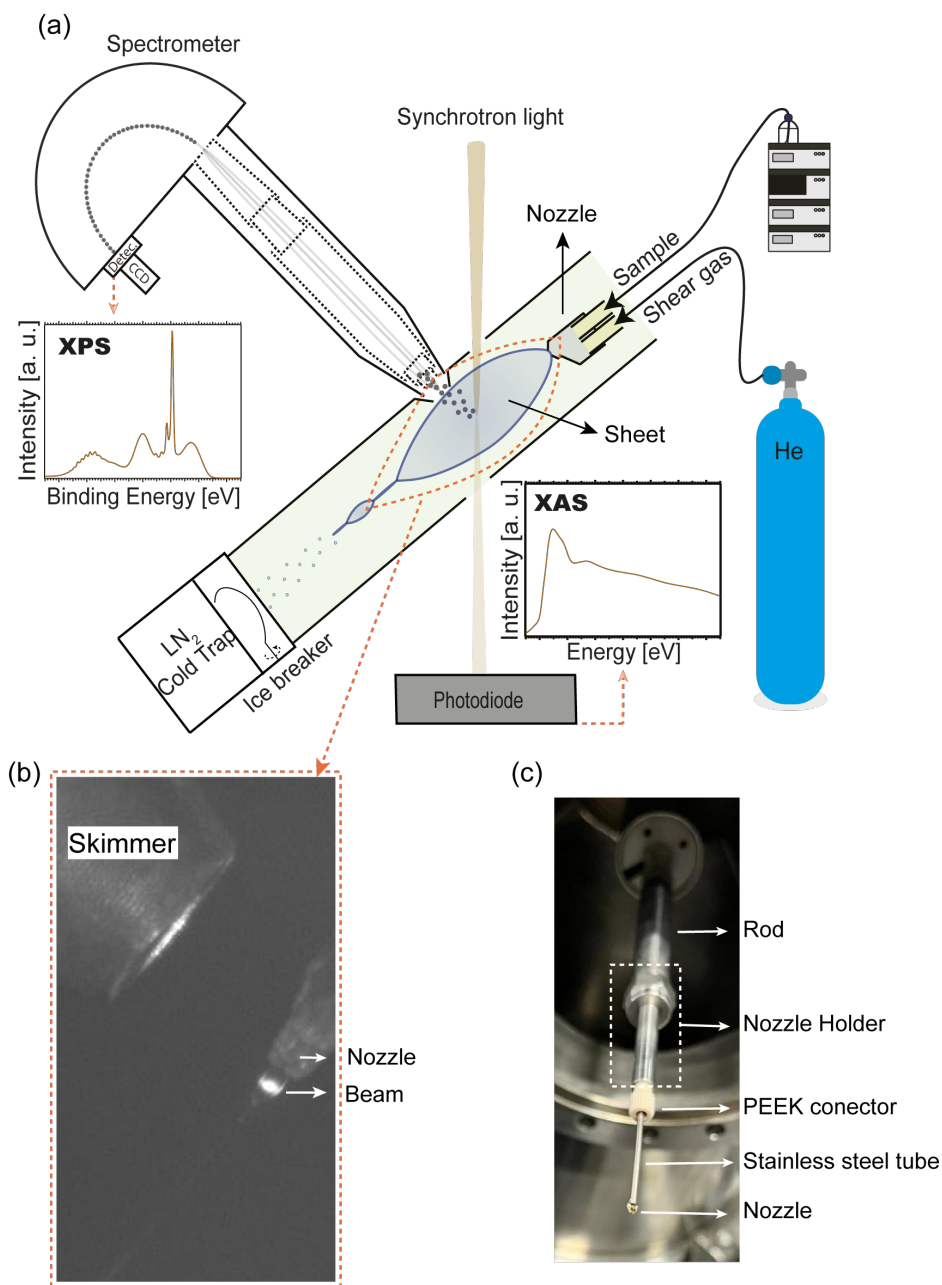 (a)
Spectrometer
Synchrotron light
Nozzle
Sample
Shear gas
Detec.
CCD
XPS
Intensity [a. u.]
Binding Energy [eV]
Sheet
He
XAS
Intensity [a. u.]
Energy [eV]
LN2
Cold Trap
Ice breaker
Photodiode
(b)
Skimmer
Nozzle
Beam
(c)
Rod
Nozzle Holder
PEEK conector
Stainless steel tube
Nozzle